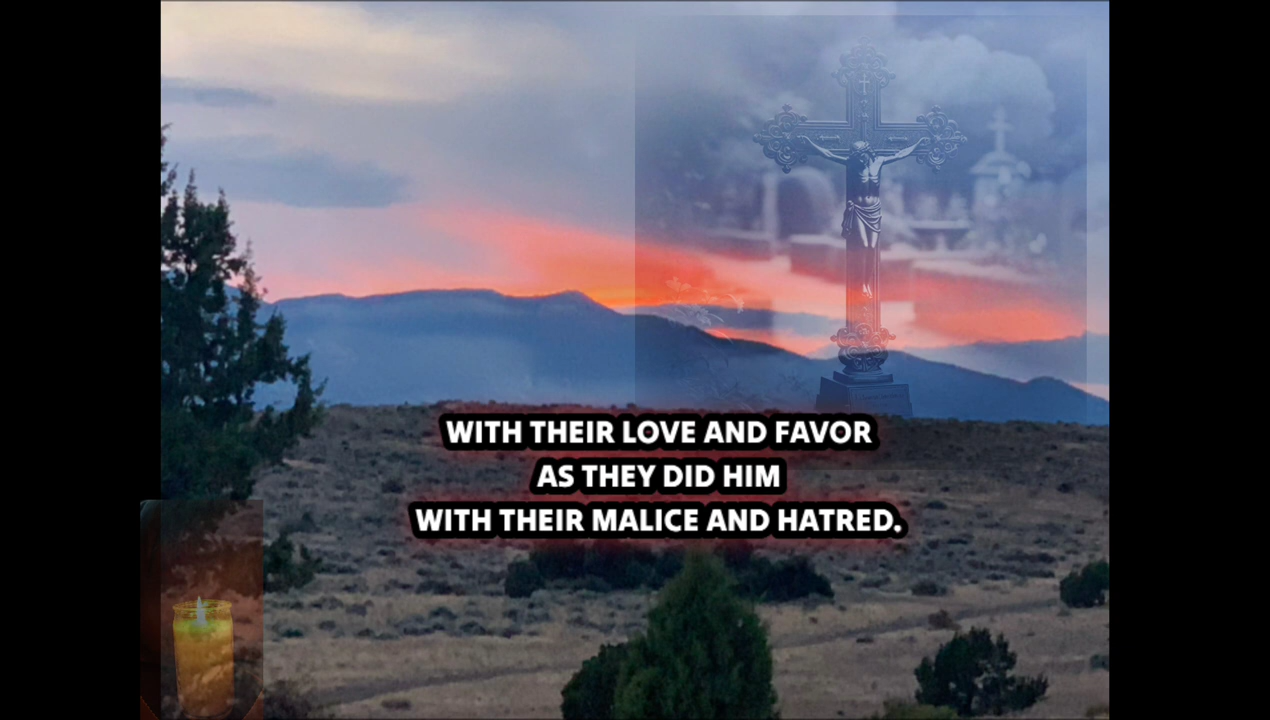 WITH THEIR LOVE AND FAVOR
AS THEY DID HIM
WITH THEIR MALICE AND HATRED.